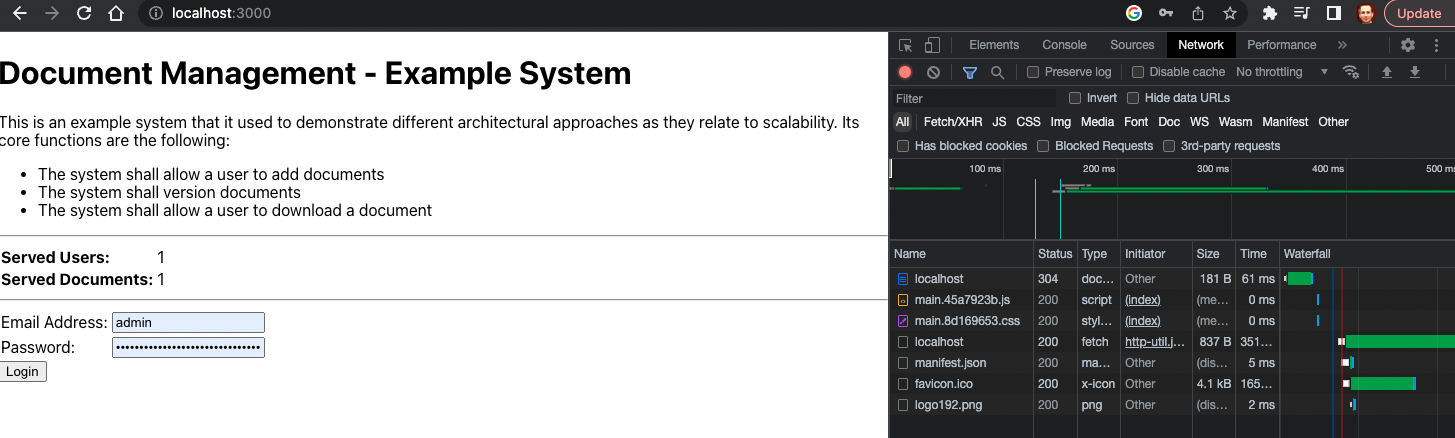 localhost:3000
Update
Document Management - Example System
This is an example system that it used to demonstrate different architectural approaches as they relate to scalability. Its
core functions are the following:
• The system shall allow a user to add documents
• The system shall version documents
• The system shall allow a user to download a document
Served Users: 1
Served Documents: 1
Email Address: admin
Password: ••••••••••••••••••••••••••••••
Login
Elements Console Sources Network Performance »
Preserve log Disable cache No throttling
Filter Invert Hide data URLs
All Fetch/XHR JS CSS Img Media Font Doc WS Wasm Manifest Other
Has blocked cookies Blocked Requests 3rd-party requests
100 ms 200 ms 300 ms 400 ms 500 m
Name Status Type Initiator Size Time Waterfall
localhost 304 doc... Other 181 B 61 ms
main.45a7923b.js 200 script (index) (me... 0 ms
main.8d169653.css 200 styl... (index) (me... 0 ms
localhost 200 fetch http-util.j... 837 B 351...
manifest.json 200 ma... Other (dis... 5 ms
favicon.ico 200 x-icon Other 4.1 kB 165...
logo192.png 200 png Other (dis... 2 ms